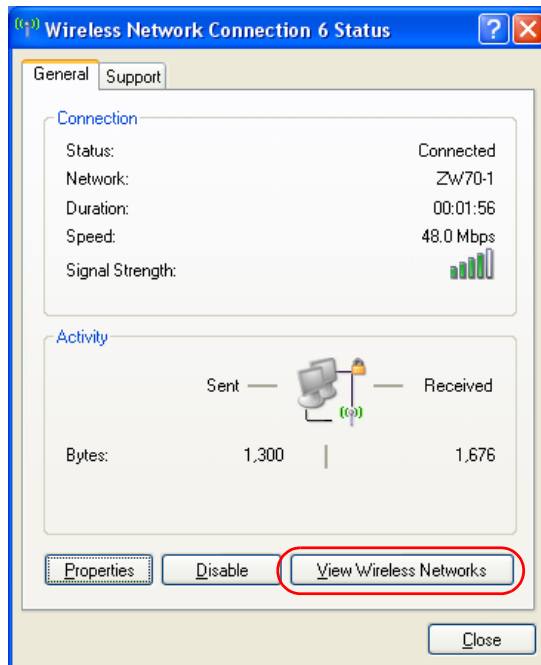 Wireless Network Connection 6 Status
General Support
Connection
Status: Connected
Network: ZW70-1
Duration: 00:01:56
Speed: 48.0 Mbps
Signal Strength:
Activity
Sent — — Received
Bytes: 1,300 | 1,676
Properties Disable View Wireless Networks
Close